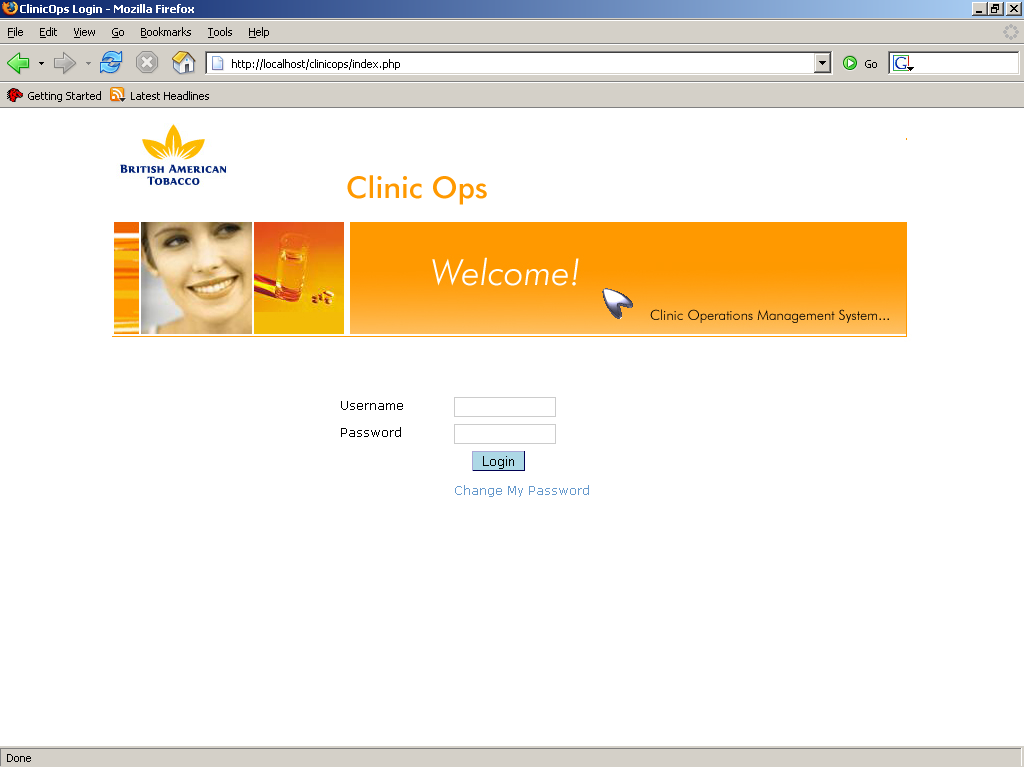 ClinicOps Login - Mozilla Firefox
File Edit View Go Bookmarks Tools Help
http://localhost/clinicops/index.php Go G
Getting Started Latest Headlines
BRITISH AMERICAN
TOBACCO
Clinic Ops
Welcome!
Clinic Operations Management System...
Username
Password
Login
Change My Password
Done